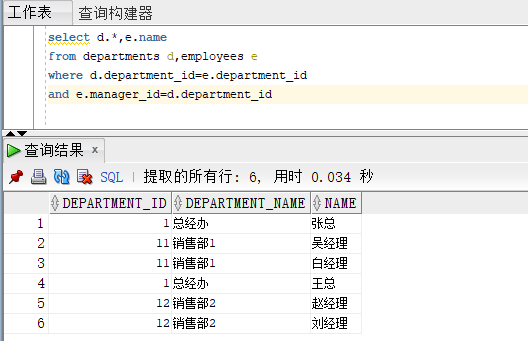 工作表 查询构建器
select d.*,e.name
from departments d,employees e
where d.department_id=e.department_id
and e.manager_id=d.department_id
查询结果 x
SQL | 提取的所有行: 6, 用时 0.034 秒
DEPARTMENT_ID DEPARTMENT_NAME NAME
1 1 总经办 张总
2 11 销售部1 吴经理
3 11 销售部1 白经理
4 1 总经办 王总
5 12 销售部2 赵经理
6 12 销售部2 刘经理